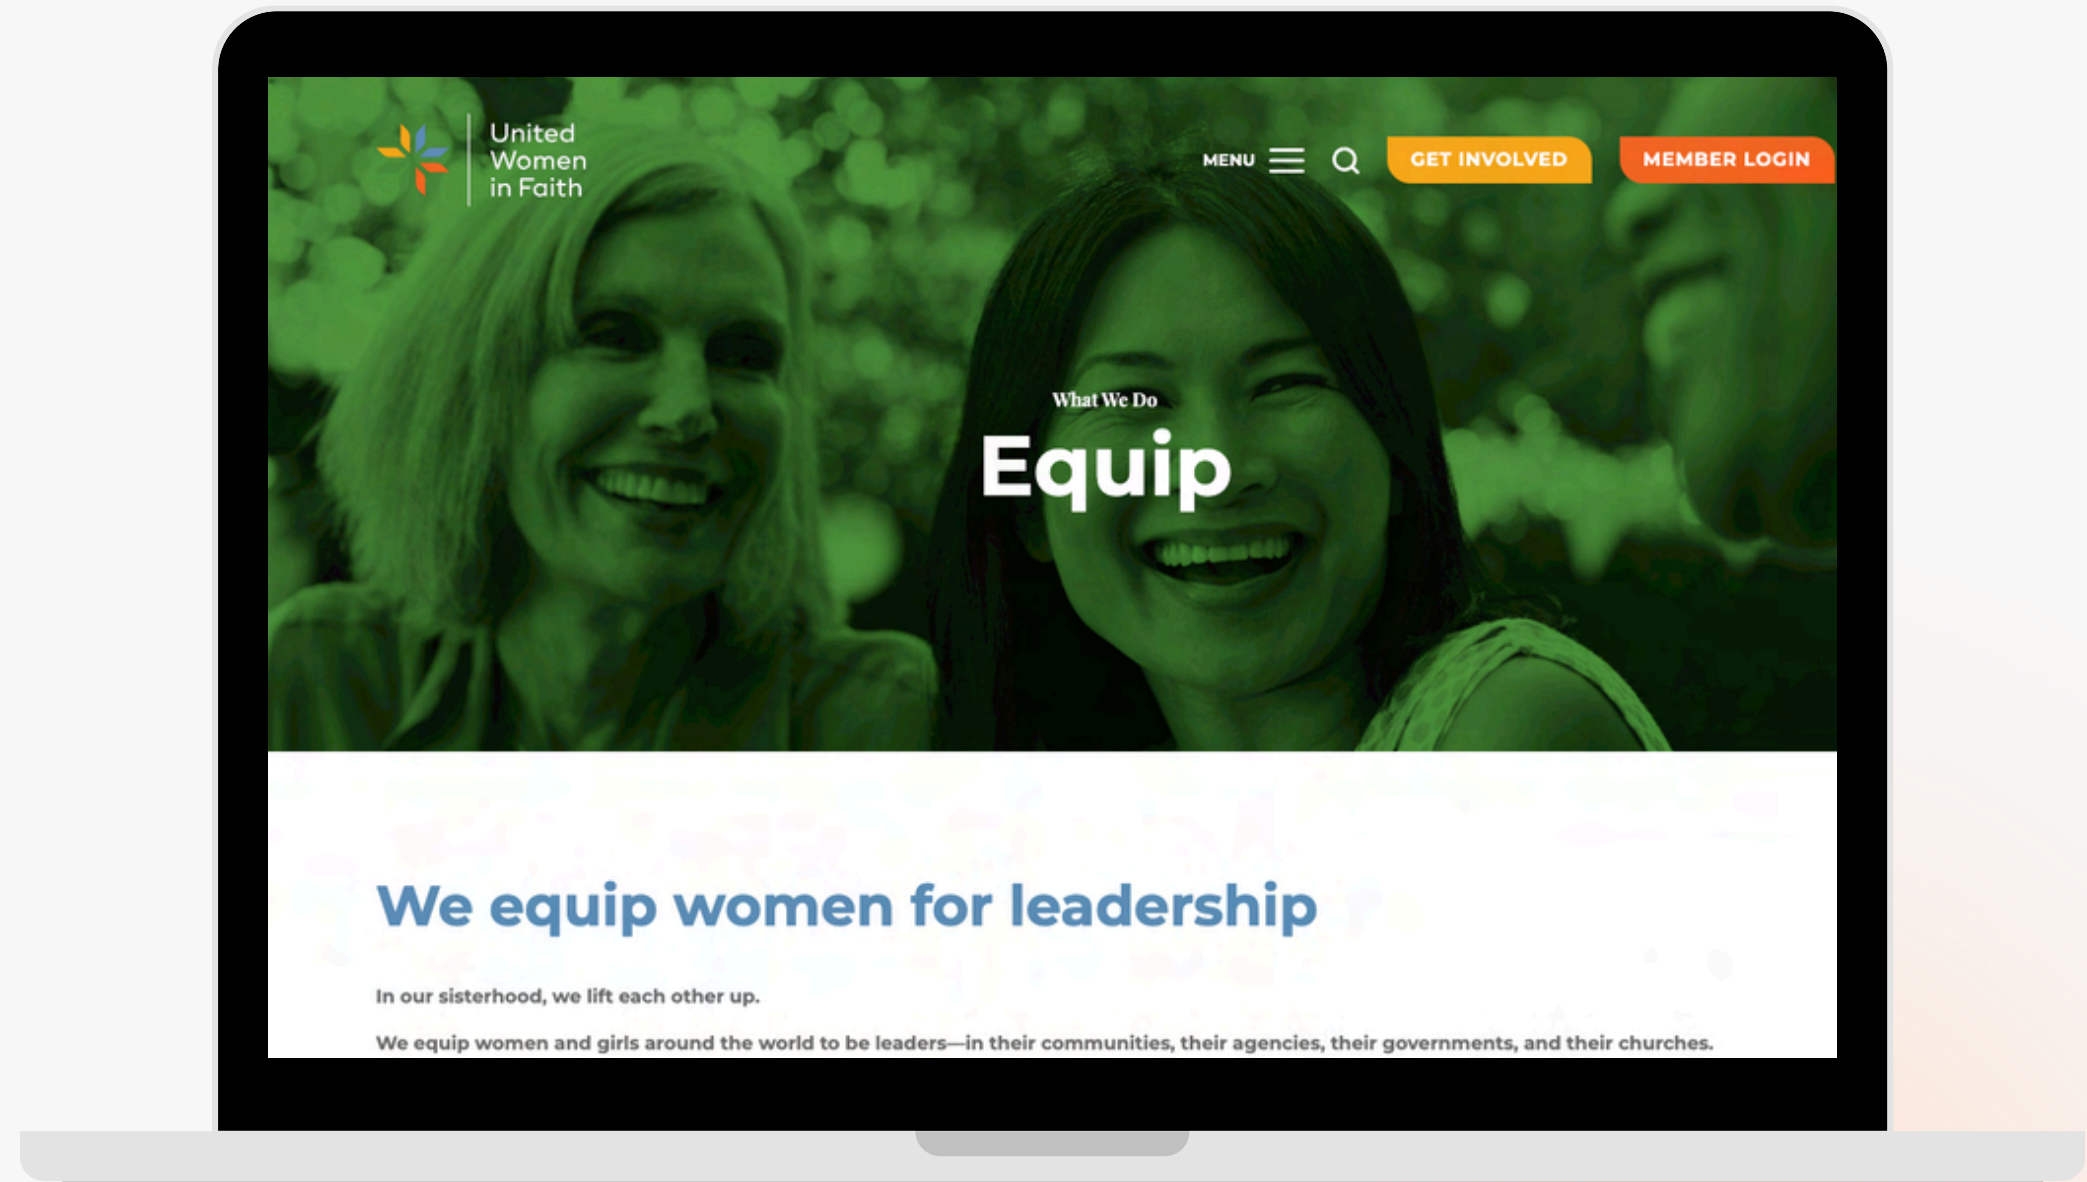 United
Women
in Faith
MENU
GET INVOLVED
MEMBER LOGIN
What We Do
Equip
We equip women for leadership
In our sisterhood, we lift each other up.
We equip women and girls around the world to be leaders—in their communities, their agencies, their governments, and their churches.